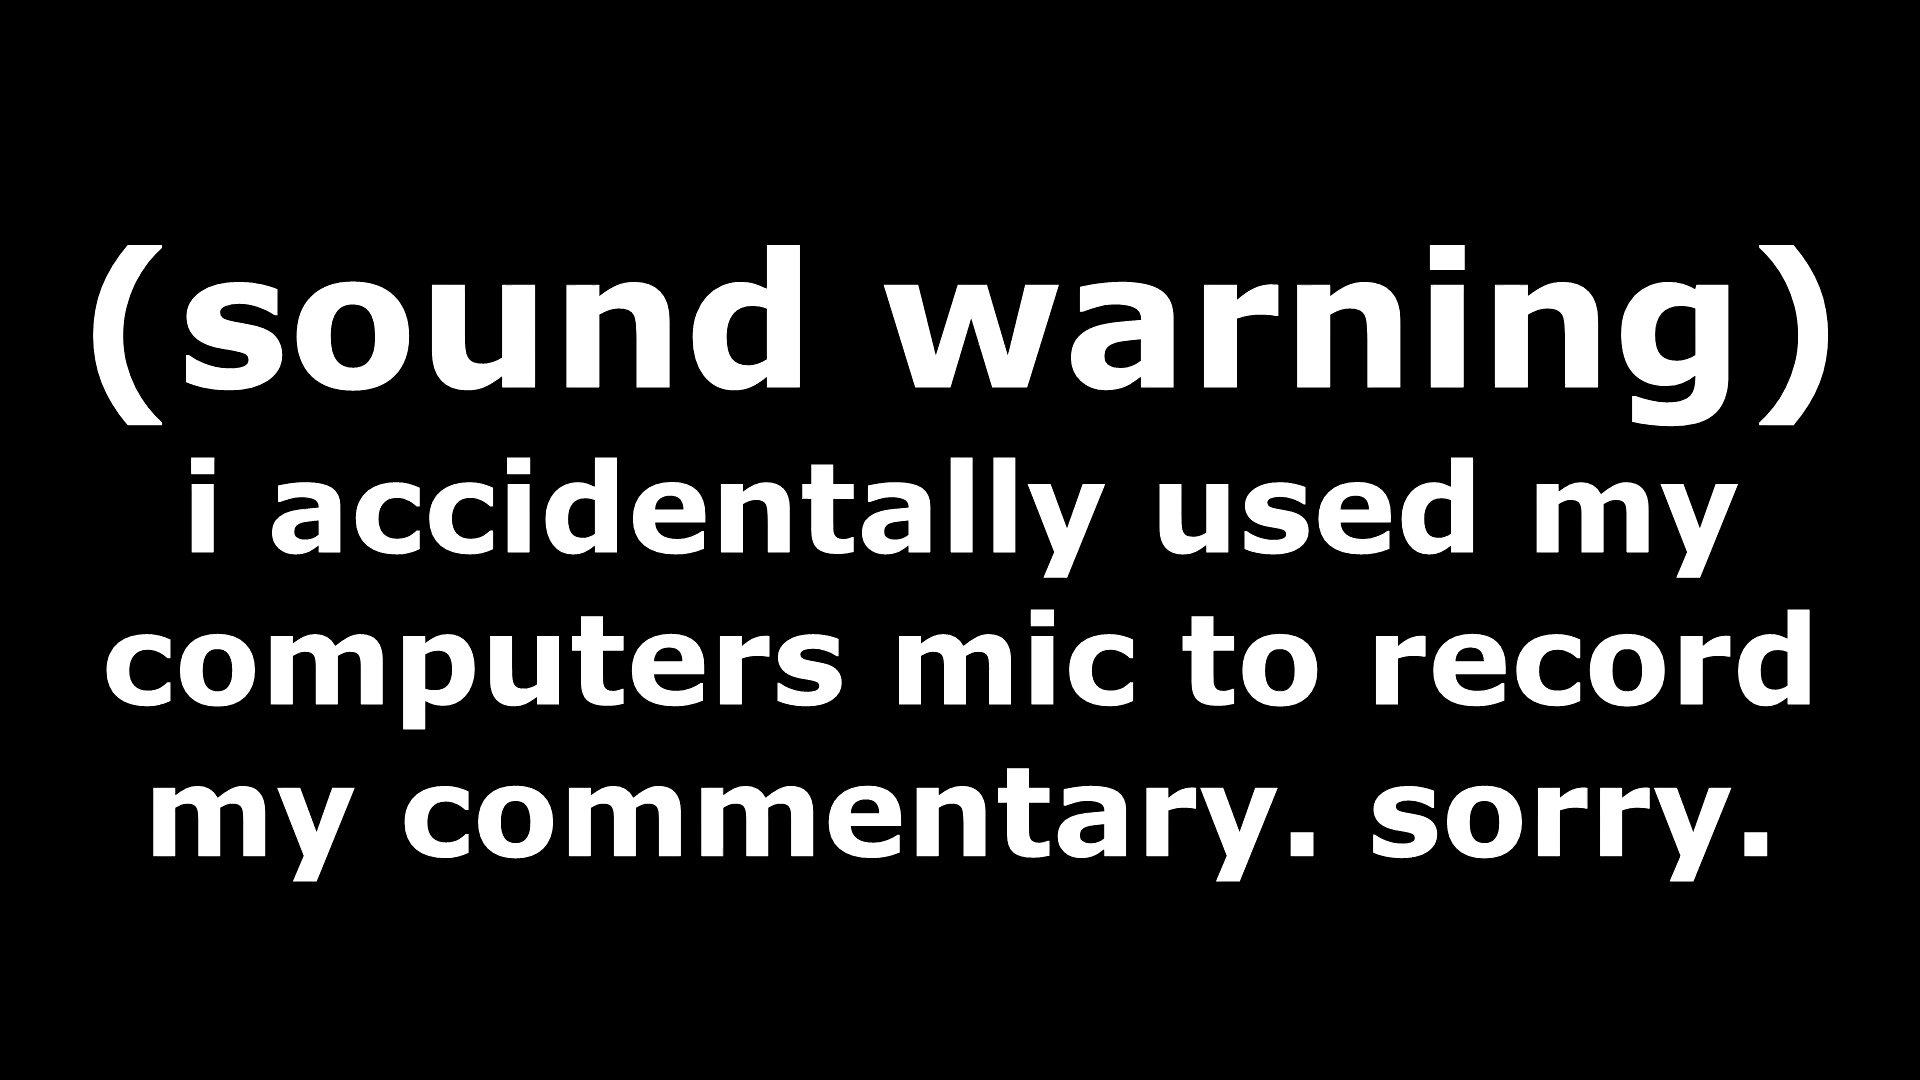 (sound warning)
i accidentally used my
computers mic to record
my commentary. sorry.